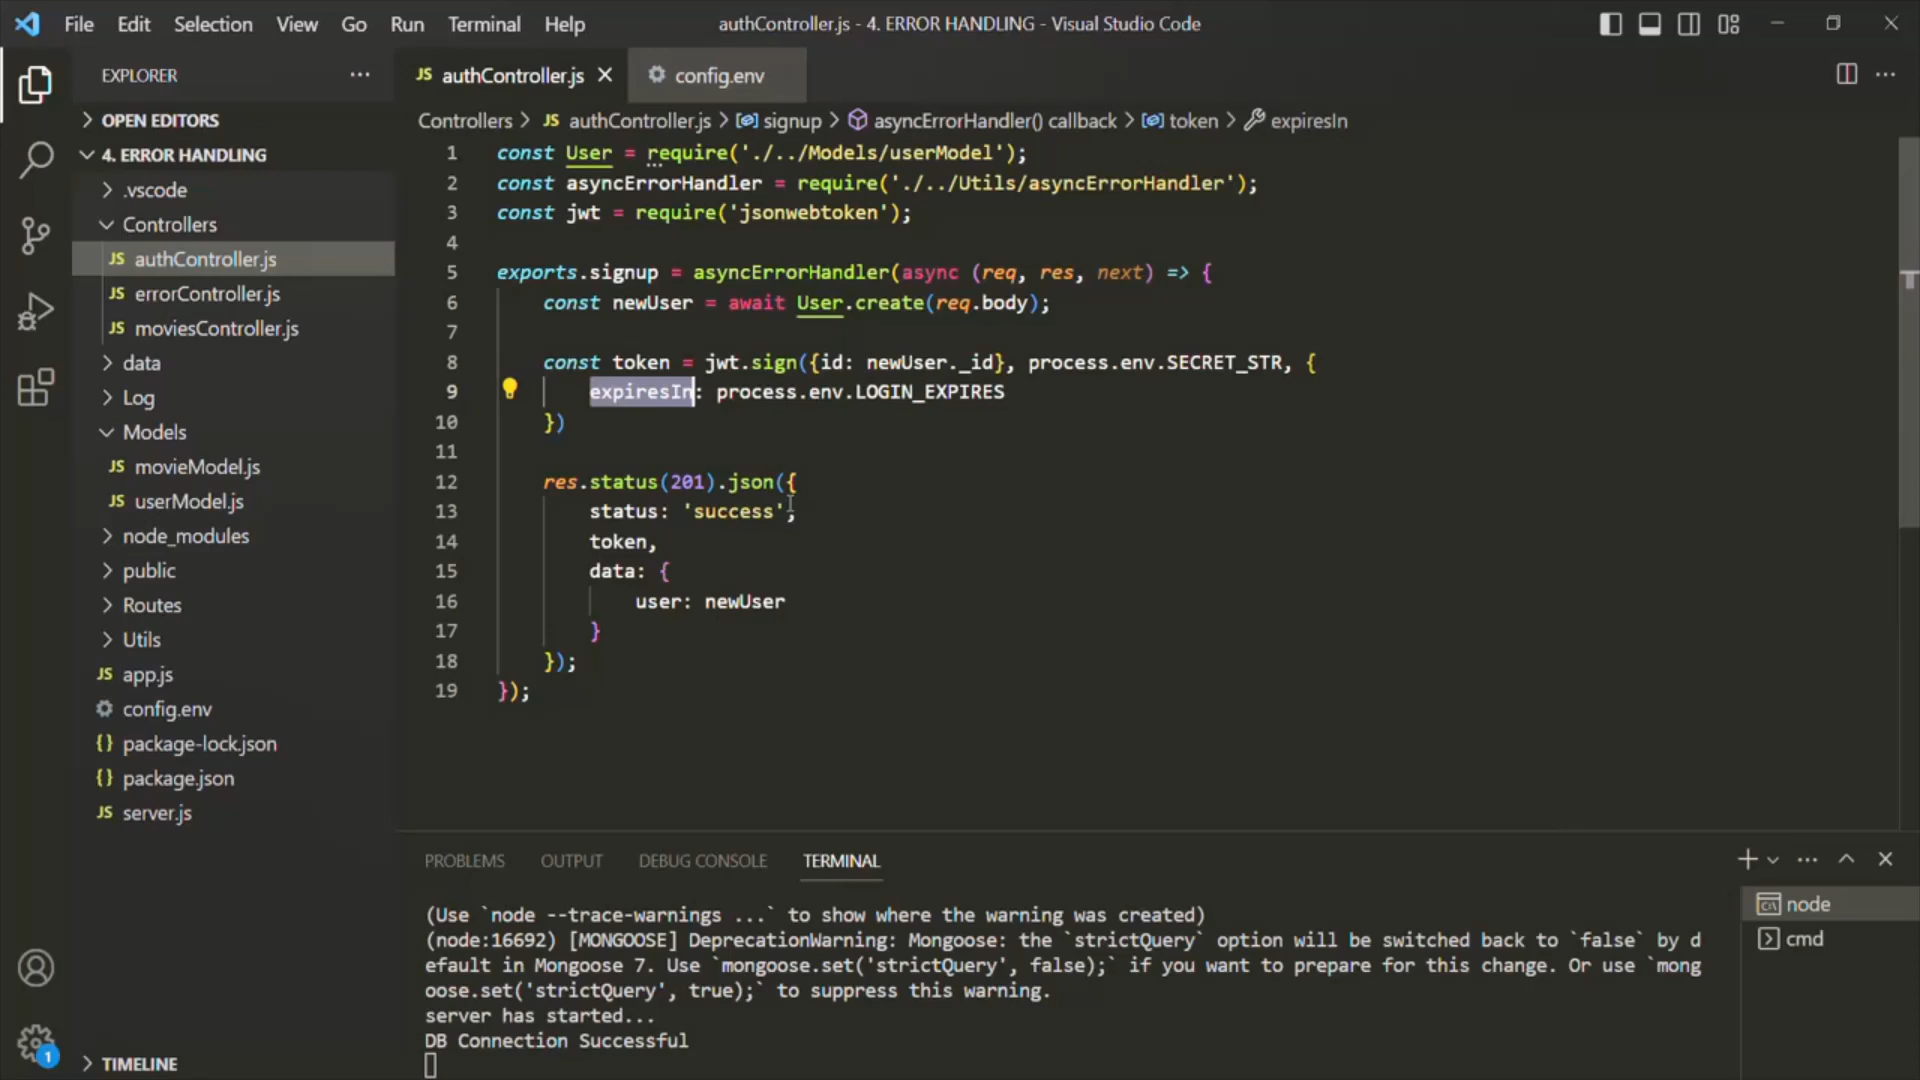 File Edit Selection View Go Run Terminal Help authController.js - 4. ERROR HANDLING - Visual Studio Code
EXPLORER
OPEN EDITORS
4. ERROR HANDLING
.vscode
Controllers
JS authController.js
JS errorController.js
JS moviesController.js
data
Log
Models
JS movieModel.js
JS userModel.js
node_modules
public
Routes
Utils
JS app.js
config.env
{} package-lock.json
{} package.json
JS server.js
TIMELINE
1
JS authController.js config.env
Controllers > JS authController.js > signup > asyncErrorHandler() callback > token > expiresIn
1 const User = require('./../Models/userModel');
2 const asyncErrorHandler = require('./../Utils/asyncErrorHandler');
3 const jwt = require('jsonwebtoken');
4
5 exports.signup = asyncErrorHandler(async (req, res, next) => {
6 const newUser = await User.create(req.body);
7
8 const token = jwt.sign({id: newUser._id}, process.env.SECRET_STR, {
9 expiresIn: process.env.LOGIN_EXPIRES
10 })
11
12 res.status(201).json({
13 status: 'success',
14 token,
15 data: {
16 user: newUser
17 }
18 });
19 });
PROBLEMS OUTPUT DEBUG CONSOLE TERMINAL
(Use `node --trace-warnings ...` to show where the warning was created)
(node:16692) [MONGOOSE] DeprecationWarning: Mongoose: the `strictQuery` option will be switched back to `false` by d
efault in Mongoose 7. Use `mongoose.set('strictQuery', false);` if you want to prepare for this change. Or use `mong
oose.set('strictQuery', true);` to suppress this warning.
server has started...
DB Connection Successful
node
cmd